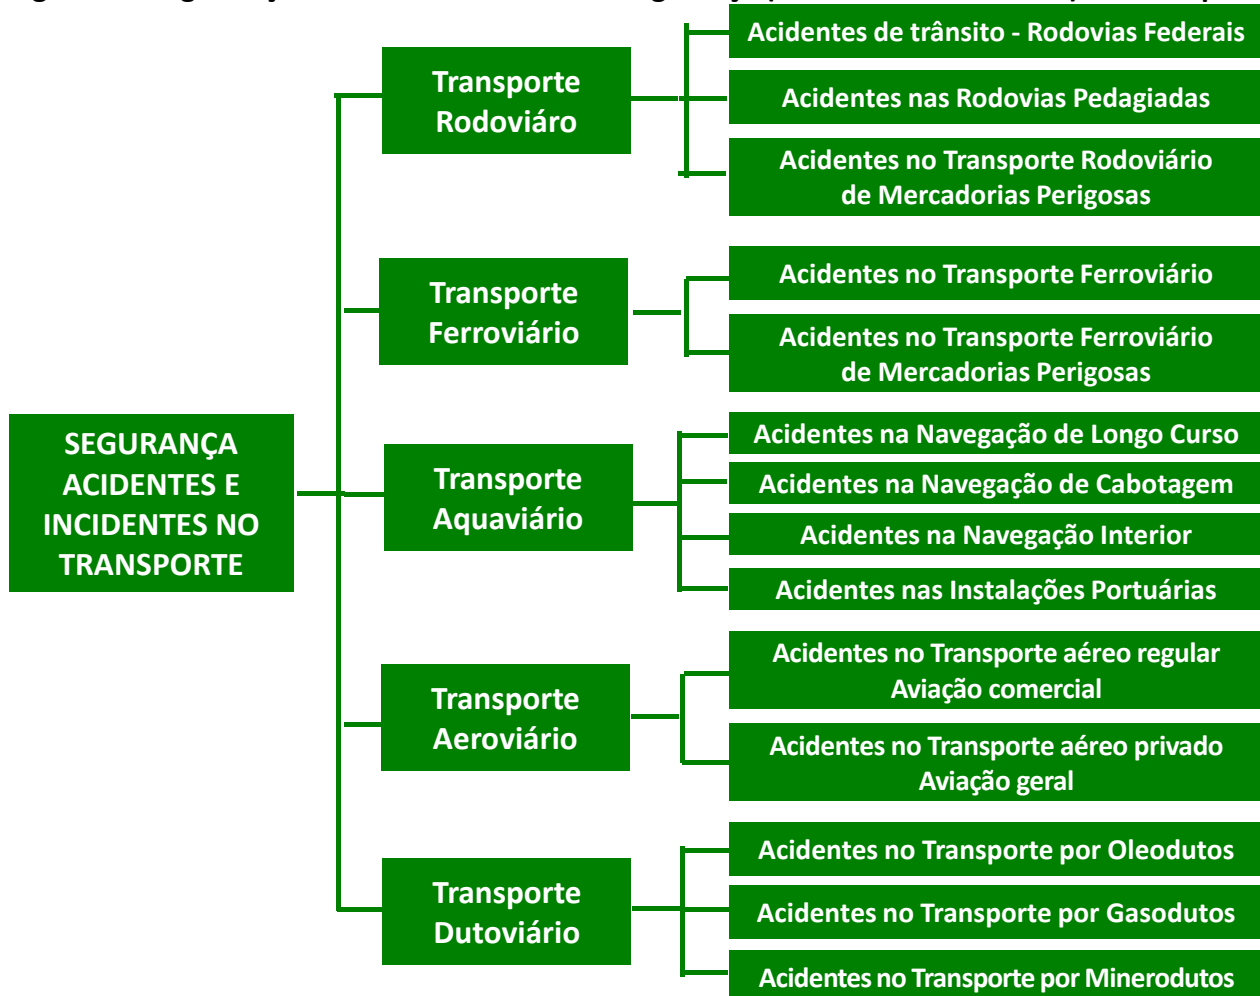 Acidentes de trânsito - Rodovias Federais
Transporte
Rodoviáro
Acidentes nas Rodovias Pedagiadas
Acidentes no Transporte Rodoviário
de Mercadorias Perigosas
Transporte
Ferroviário
Acidentes no Transporte Ferroviário
Acidentes no Transporte Ferroviário
de Mercadorias Perigosas
SEGURANÇA
ACIDENTES E
INCIDENTES NO
TRANSPORTE
Transporte
Aquaviário
Acidentes na Navegação de Longo Curso
Acidentes na Navegação de Cabotagem
Acidentes na Navegação Interior
Acidentes nas Instalações Portuárias
Transporte
Aeroviário
Acidentes no Transporte aéreo regular
Aviação comercial
Acidentes no Transporte aéreo privado
Aviação geral
Transporte
Dutoviário
Acidentes no Transporte por Oleodutos
Acidentes no Transporte por Gasodutos
Acidentes no Transporte por Minerodutos